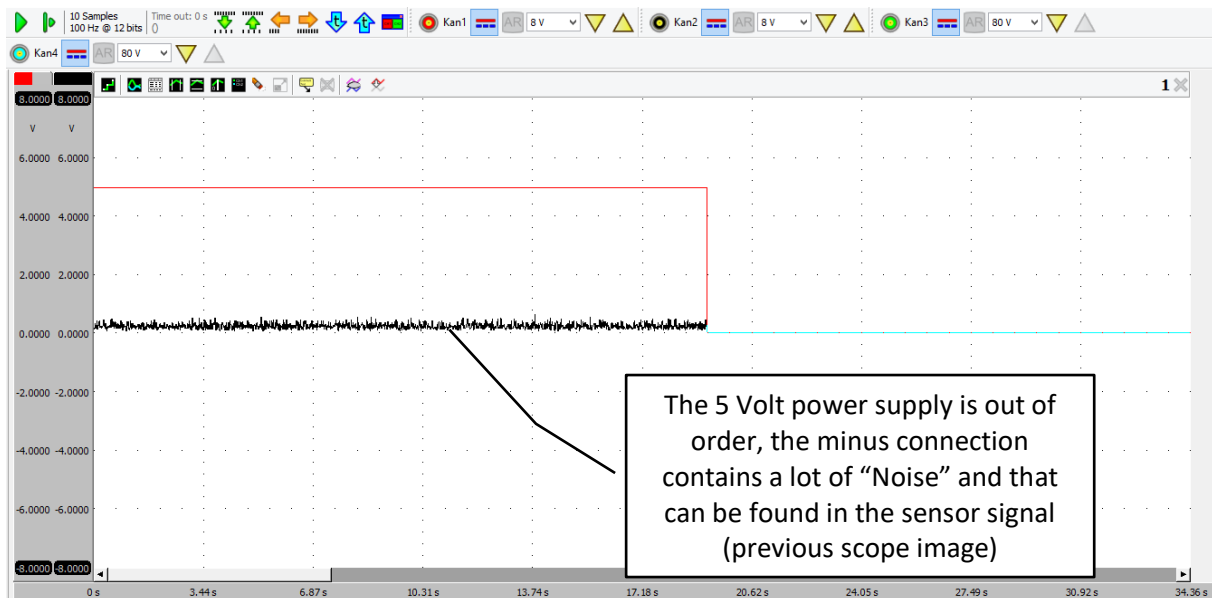 10 Samples
100 Hz @ 12 bits
Time out: 0 s
0
Kan1 AR 8 V
Kan2 AR 8 V
Kan3 AR 80 V
Kan4 AR 80 V
1
8.0000 8.0000
V V
6.0000 6.0000
4.0000 4.0000
2.0000 2.0000
0.0000 0.0000
-2.0000 -2.0000
-4.0000 -4.0000
-6.0000 -6.0000
-8.0000 -8.0000
The 5 Volt power supply is out of
order, the minus connection
contains a lot of “Noise” and that
can be found in the sensor signal
(previous scope image)
0 s 3.44 s 6.87 s 10.31 s 13.74 s 17.18 s 20.62 s 24.05 s 27.49 s 30.92 s 34.36 s